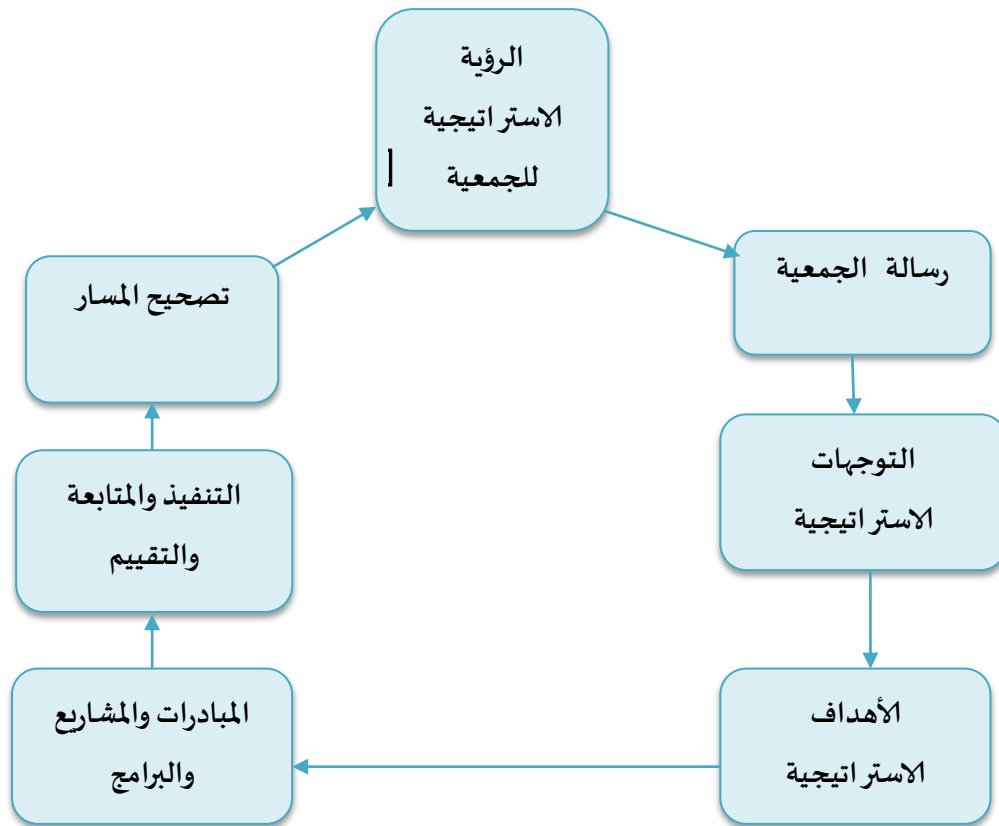 الرؤية
الاستراتيجية
للجمعية
رسالة الجمعية
التوجهات
الاستراتيجية
الأهداف
الاستراتيجية
المبادرات والمشاريع
والبرامج
التنفيذ والمتابعة
والتقييم
تصحيح المسار